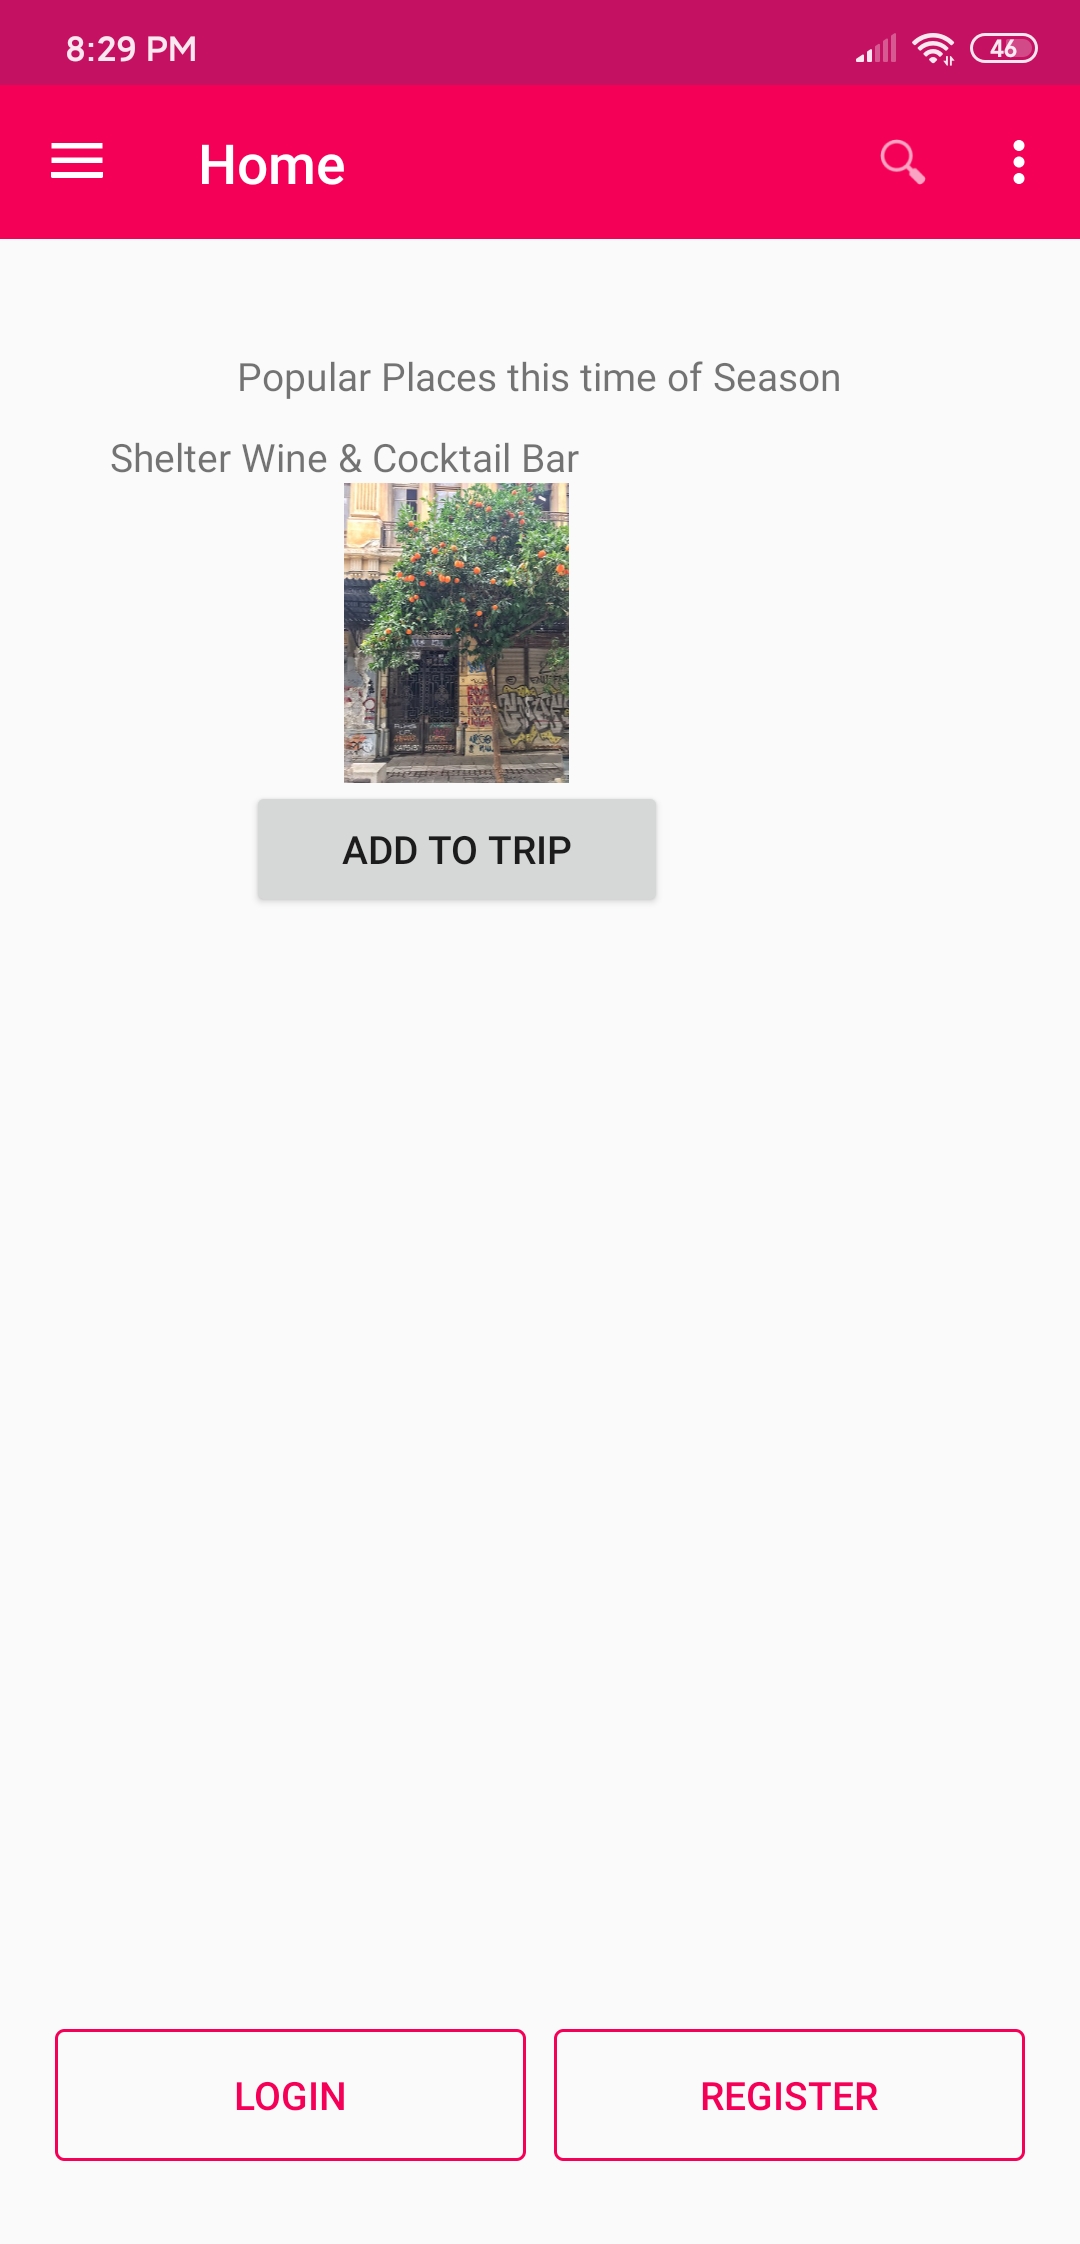 8:29 PM
46
Home
Popular Places this time of Season
Shelter Wine & Cocktail Bar
ADD TO TRIP
LOGIN
REGISTER